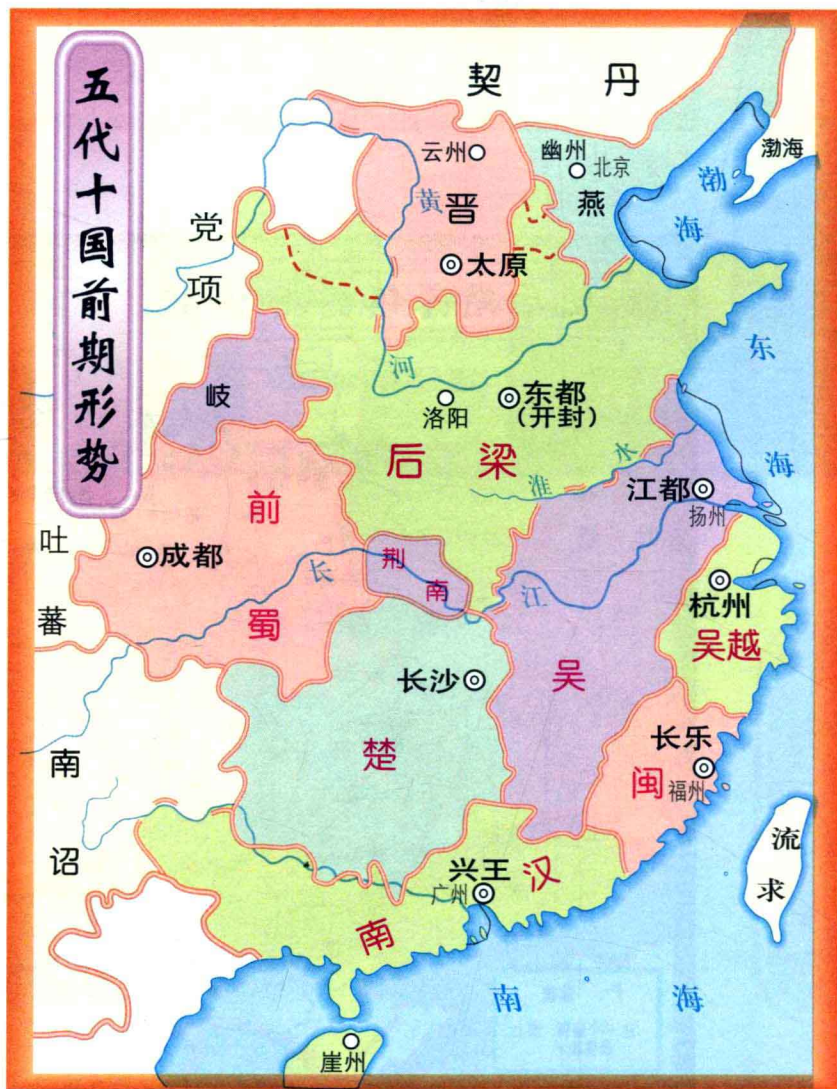 五代十国前期形势
契丹
云州
幽州
北京
渤海
渤海
黄
晋
燕
党项
太原
东海
岐
河
洛阳
东都
(开封)
后梁
淮水
江都
扬州
前蜀
吐蕃
成都
长
荆南
江
杭州
吴越
长沙
吴
楚
长乐
闽
福州
南诏
流求
兴王
广州
南汉
南海
崖州